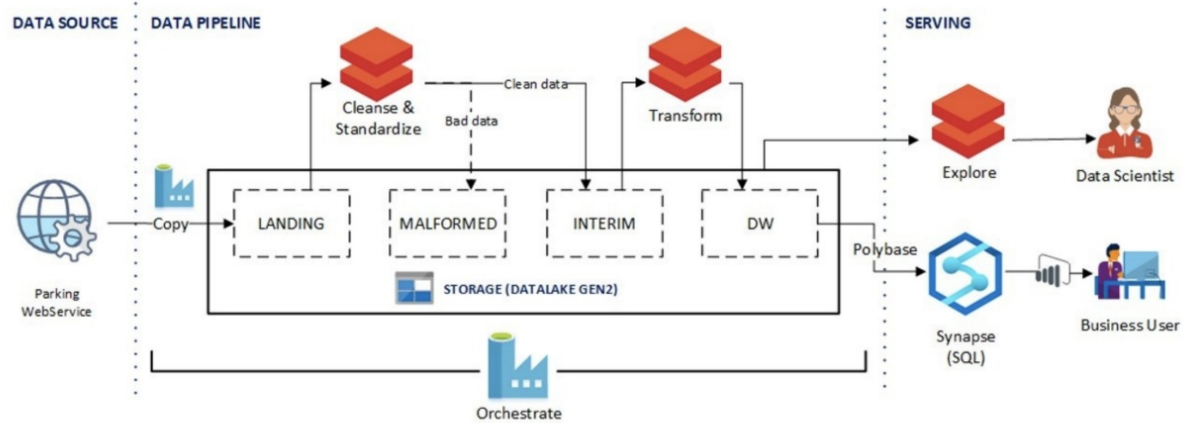 DATA SOURCE
DATA PIPELINE
SERVING
Cleanse &
Standardize
Clean data
Bad data
Transform
Explore
Data Scientist
Copy
LANDING
MALFORMED
INTERIM
DW
Polybase
STORAGE (DATALAKE GEN2)
Parking
WebService
Synapse
(SQL)
Business User
Orchestrate